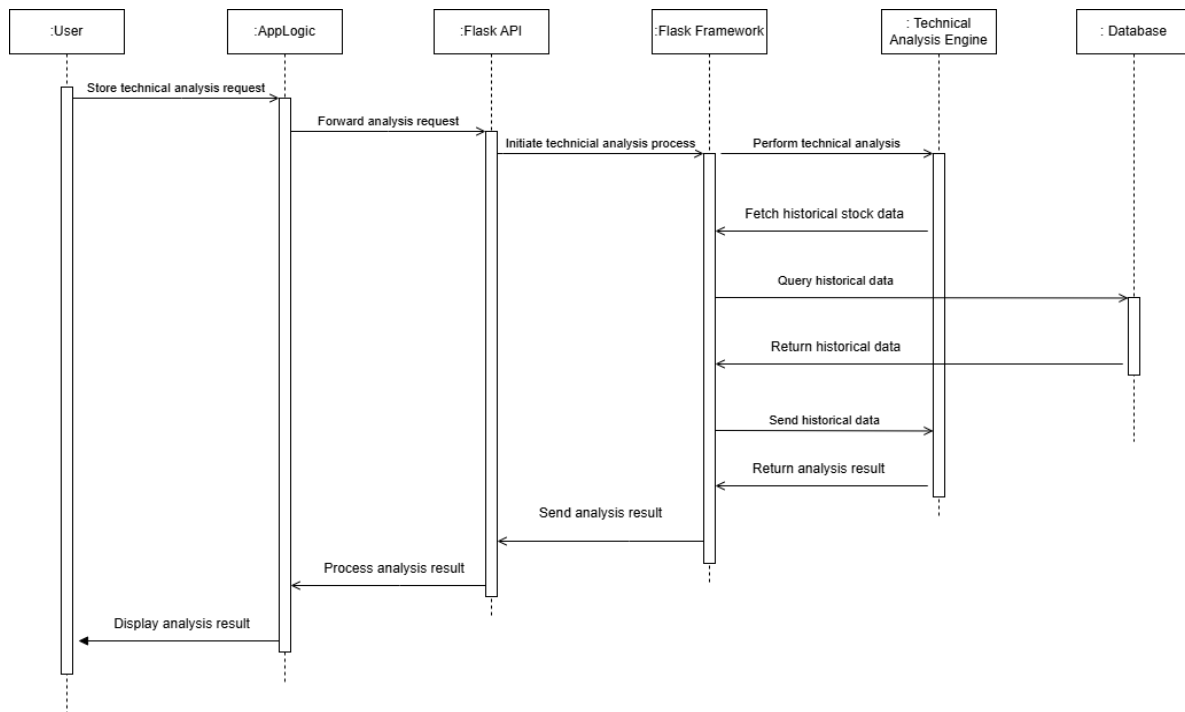 :User
:AppLogic
:Flask API
:Flask Framework
: Technical
Analysis Engine
: Database
Store technical analysis request
Forward analysis request
Initiate technicial analysis process
Perform technical analysis
Fetch historical stock data
Query historical data
Return historical data
Send historical data
Return analysis result
Send analysis result
Process analysis result
Display analysis result